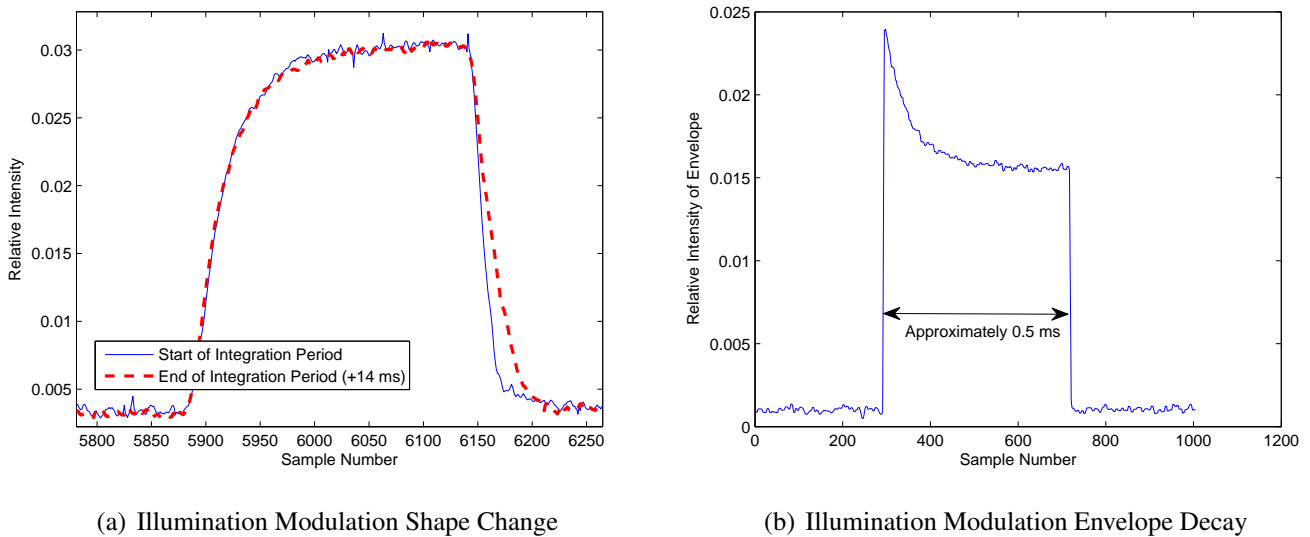 0.03
0.025
0.02
0.015
0.01
0.005
Relative Intensity
Start of Integration Period
End of Integration Period (+14 ms)
5800 5850 5900 5950 6000 6050 6100 6150 6200 6250
Sample Number
(a) Illumination Modulation Shape Change
0.025
0.02
0.015
0.01
0.005
0
Relative Intensity of Envelope
Approximately 0.5 ms
0 200 400 600 800 1000 1200
Sample Number
(b) Illumination Modulation Envelope Decay